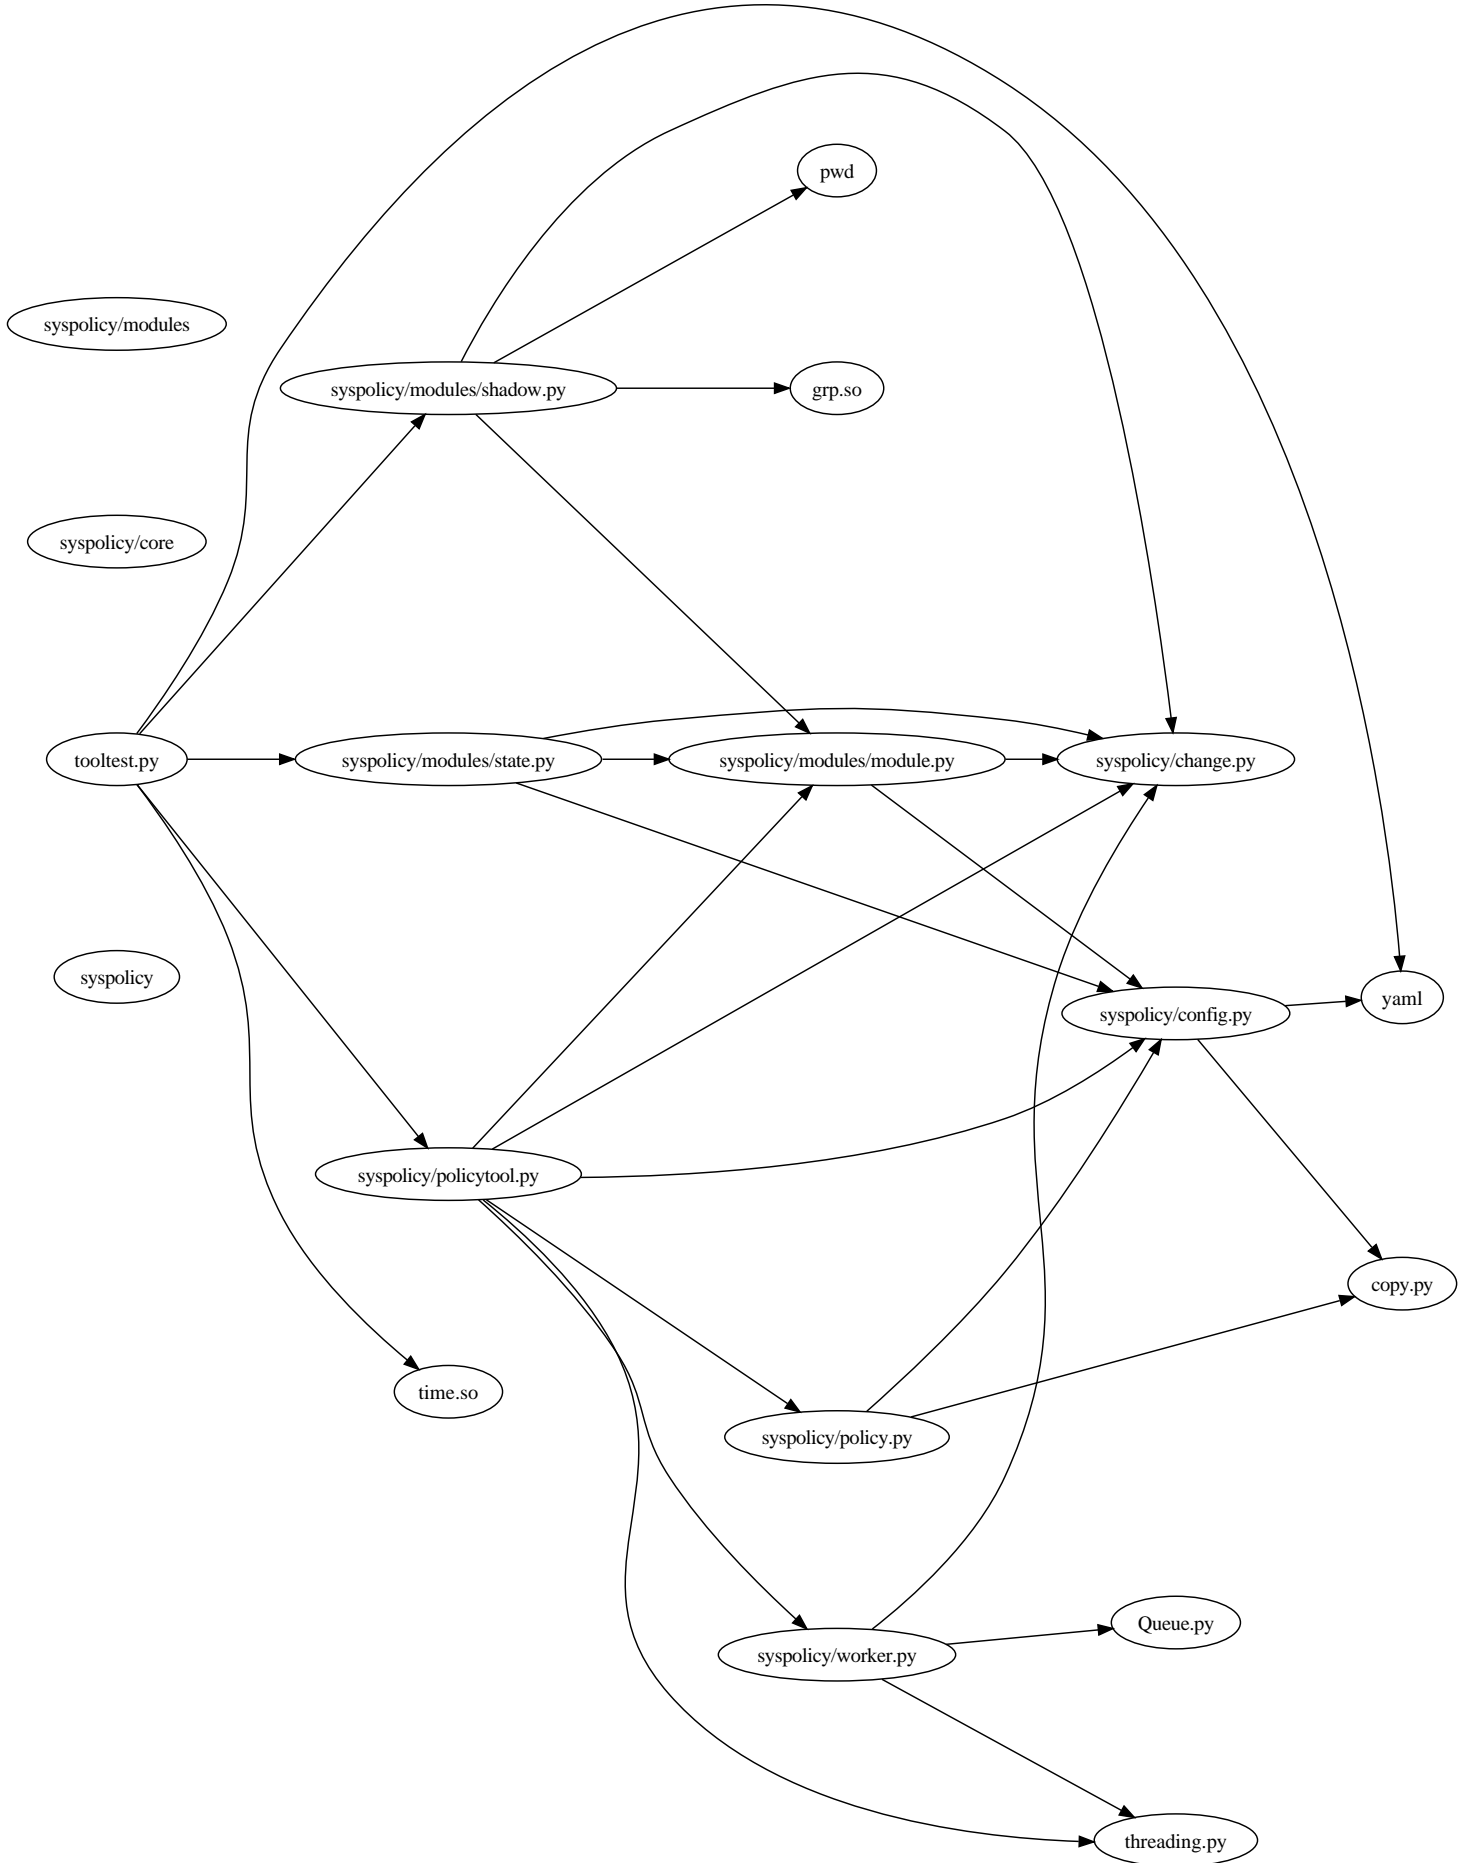 pwd
syspolicy/modules
syspolicy/modules/shadow.py
grp.so
syspolicy/core
tooltest.py
syspolicy/modules/state.py
syspolicy/modules/module.py
syspolicy/change.py
syspolicy
yaml
syspolicy/config.py
syspolicy/policytool.py
copy.py
time.so
syspolicy/policy.py
Queue.py
syspolicy/worker.py
threading.py